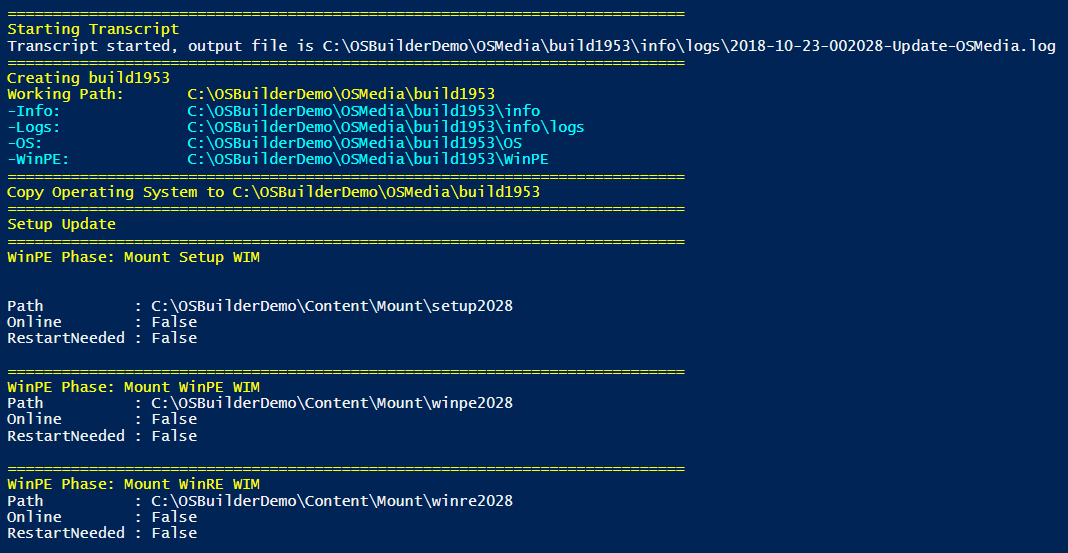 ===========================================================================
Starting Transcript
Transcript started, output file is C:\OSBuilderDemo\OSMedia\build1953\info\logs\2018-10-23-002028-Update-OSMedia.log
===========================================================================
Creating build1953
Working Path:       C:\OSBuilderDemo\OSMedia\build1953
-Info:              C:\OSBuilderDemo\OSMedia\build1953\info
-Logs:              C:\OSBuilderDemo\OSMedia\build1953\info\logs
-OS:                C:\OSBuilderDemo\OSMedia\build1953\OS
-WinPE:             C:\OSBuilderDemo\OSMedia\build1953\WinPE
===========================================================================
Copy Operating System to C:\OSBuilderDemo\OSMedia\build1953
===========================================================================
Setup Update
===========================================================================
WinPE Phase: Mount Setup WIM
Path          : C:\OSBuilderDemo\Content\Mount\setup2028
Online        : False
RestartNeeded : False
===========================================================================
WinPE Phase: Mount WinPE WIM
Path          : C:\OSBuilderDemo\Content\Mount\winpe2028
Online        : False
RestartNeeded : False
===========================================================================
WinPE Phase: Mount WinRE WIM
Path          : C:\OSBuilderDemo\Content\Mount\winre2028
Online        : False
RestartNeeded : False